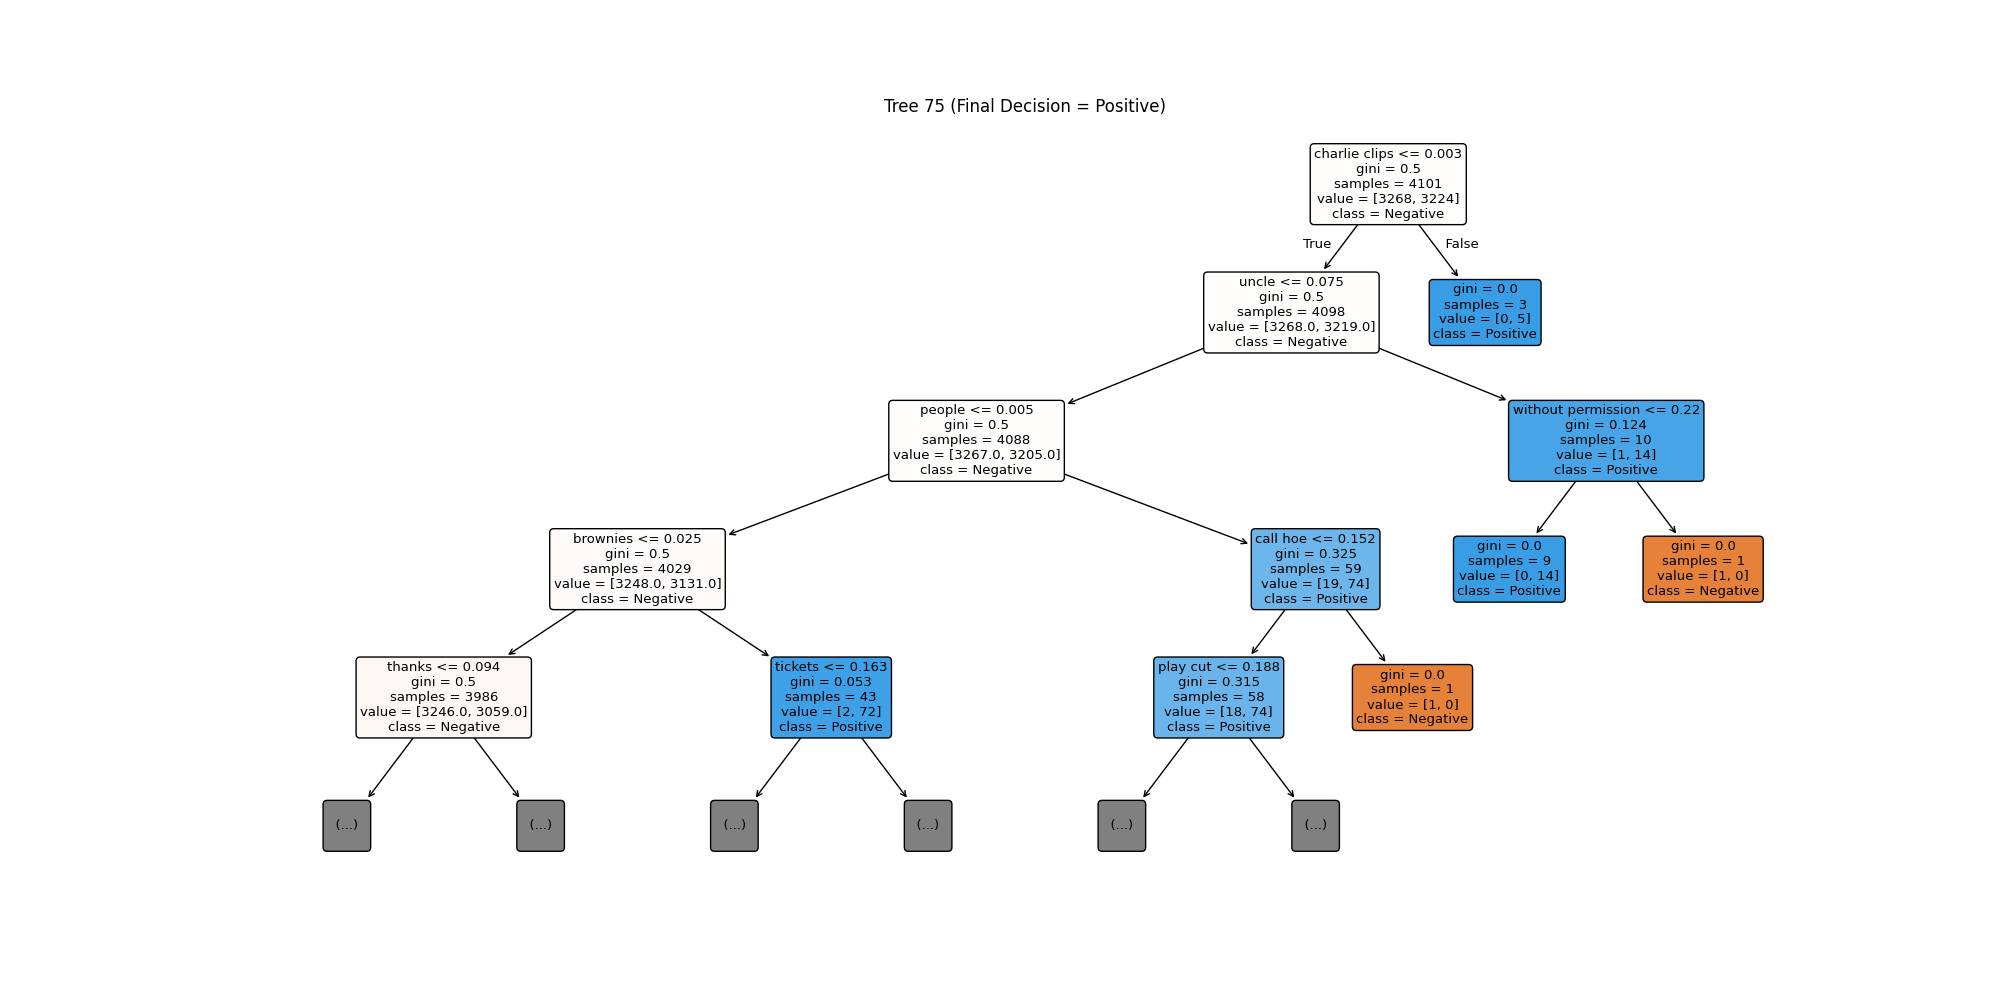 Tree 75 (Final Decision = Positive)
charlie clips <= 0.003
gini = 0.5
samples = 4101
value = [3268, 3224]
class = Negative
True
False
uncle <= 0.075
gini = 0.5
samples = 4098
value = [3268.0, 3219.0]
class = Negative
gini = 0.0
samples = 3
value = [0, 5]
class = Positive
people <= 0.005
gini = 0.5
samples = 4088
value = [3267.0, 3205.0]
class = Negative
without permission <= 0.22
gini = 0.124
samples = 10
value = [1, 14]
class = Positive
brownies <= 0.025
gini = 0.5
samples = 4029
value = [3248.0, 3131.0]
class = Negative
call hoe <= 0.152
gini = 0.325
samples = 59
value = [19, 74]
class = Positive
gini = 0.0
samples = 9
value = [0, 14]
class = Positive
gini = 0.0
samples = 1
value = [1, 0]
class = Negative
thanks <= 0.094
gini = 0.5
samples = 3986
value = [3246.0, 3059.0]
class = Negative
tickets <= 0.163
gini = 0.053
samples = 43
value = [2, 72]
class = Positive
play cut <= 0.188
gini = 0.315
samples = 58
value = [18, 74]
class = Positive
gini = 0.0
samples = 1
value = [1, 0]
class = Negative
(...)
(...)
(...)
(...)
(...)
(...)